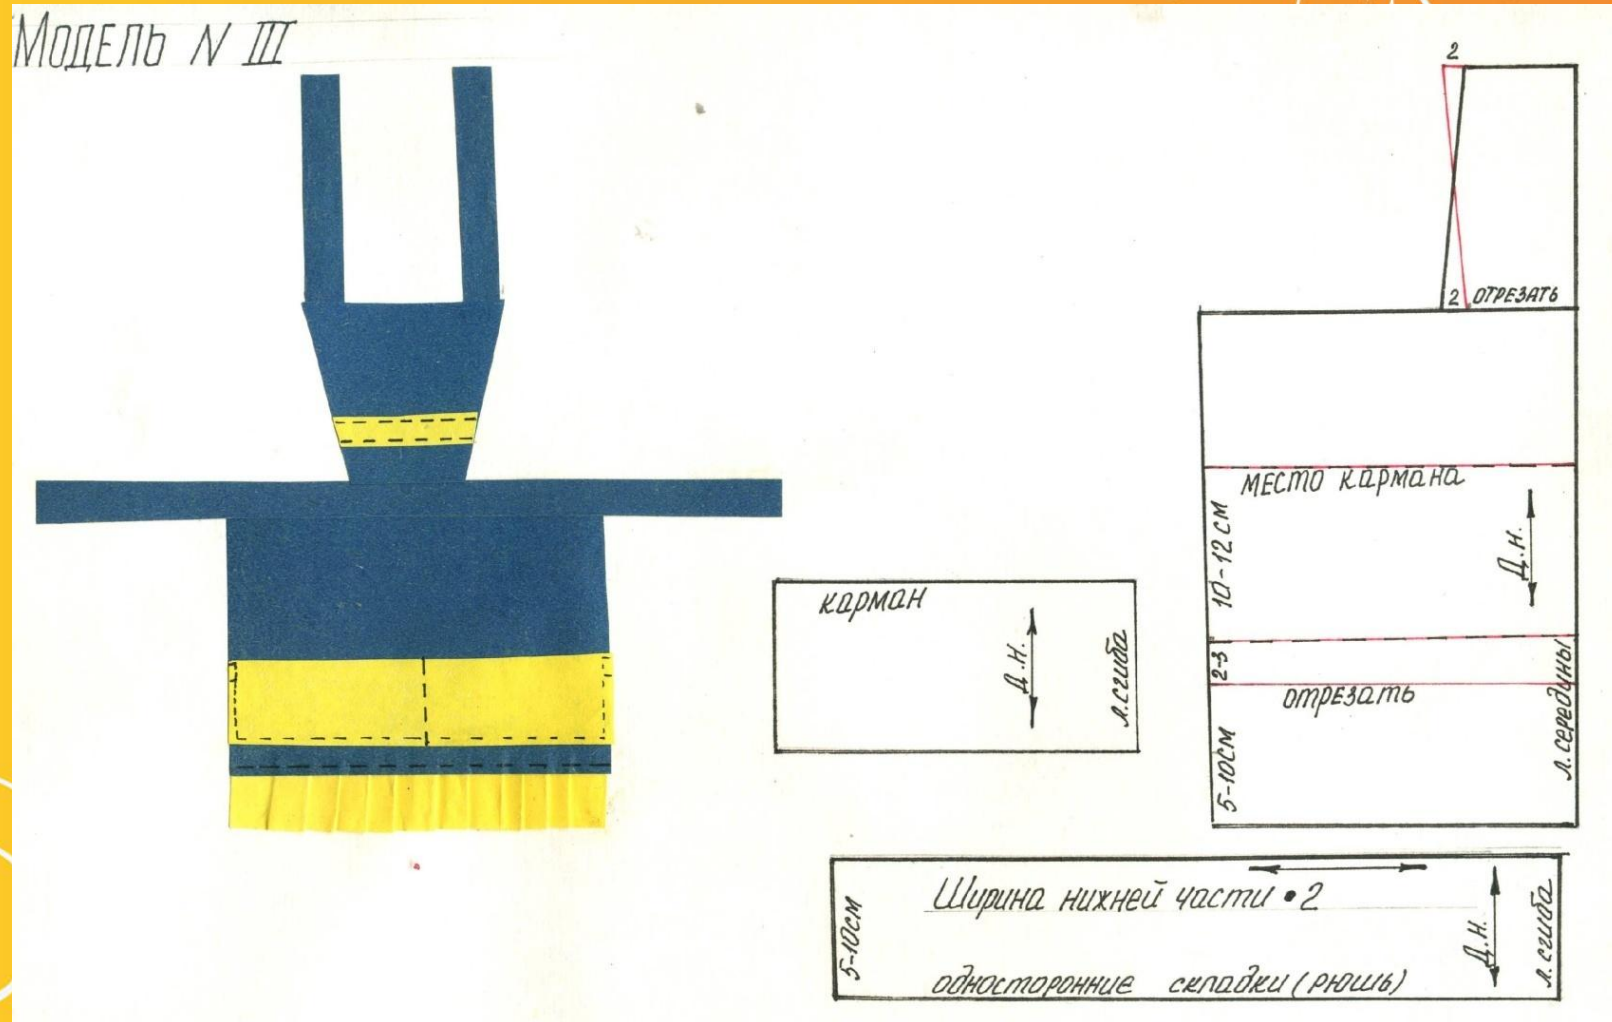 Модель N III
2
2 отрезать
место кармана
10-12 см
Д.Н.
2-3
отрезать
5-10см
л.середины
карман
Д.Н.
л.сгиба
Ширина нижней части • 2
5-10см
Д.Н.
л.сгиба
односторонние складки (рюшь)